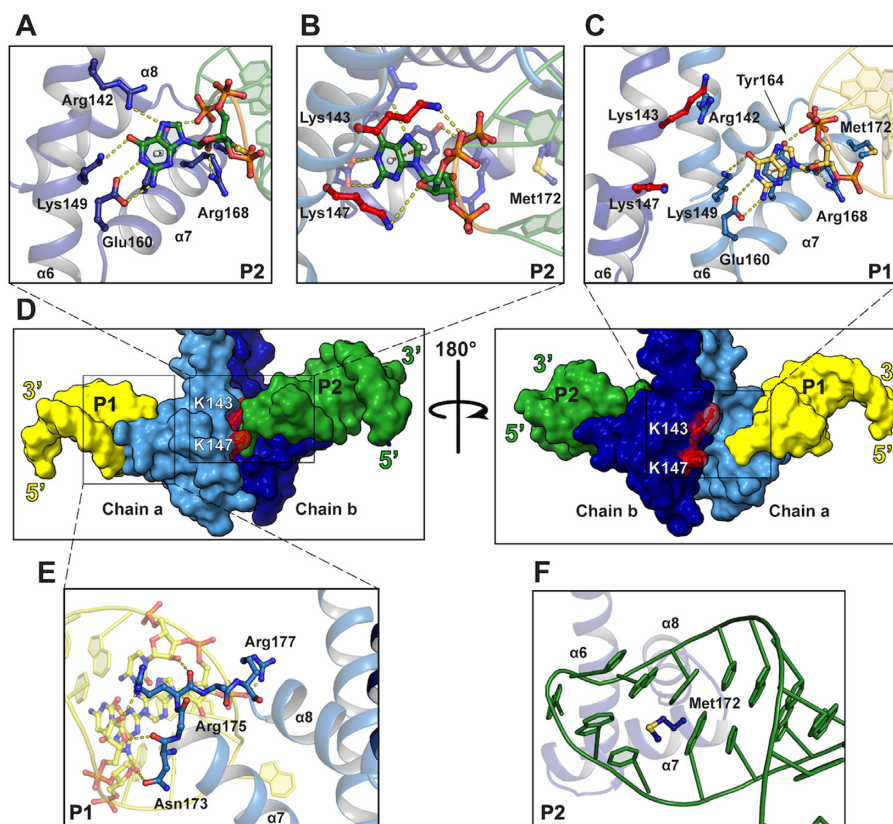 A
α8
Arg142
Lys149
Glu160
Arg168
α7
α6
P2
B
Lys143
Lys147
Met172
P2
C
Tyr164
Lys143
Arg142
Met172
Lys147
Lys149
Arg168
Glu160
α7
α6
α6
P1
D
3’
P1
5’
K143
K147
P2
3’
5’
Chain a
Chain b
180°
3’
P2
5’
K143
K147
P1
3
5’
Chain b
Chain a
E
Arg177
Arg175
α8
Asn173
α7
P1
F
α8
α6
Met172
α7
P2